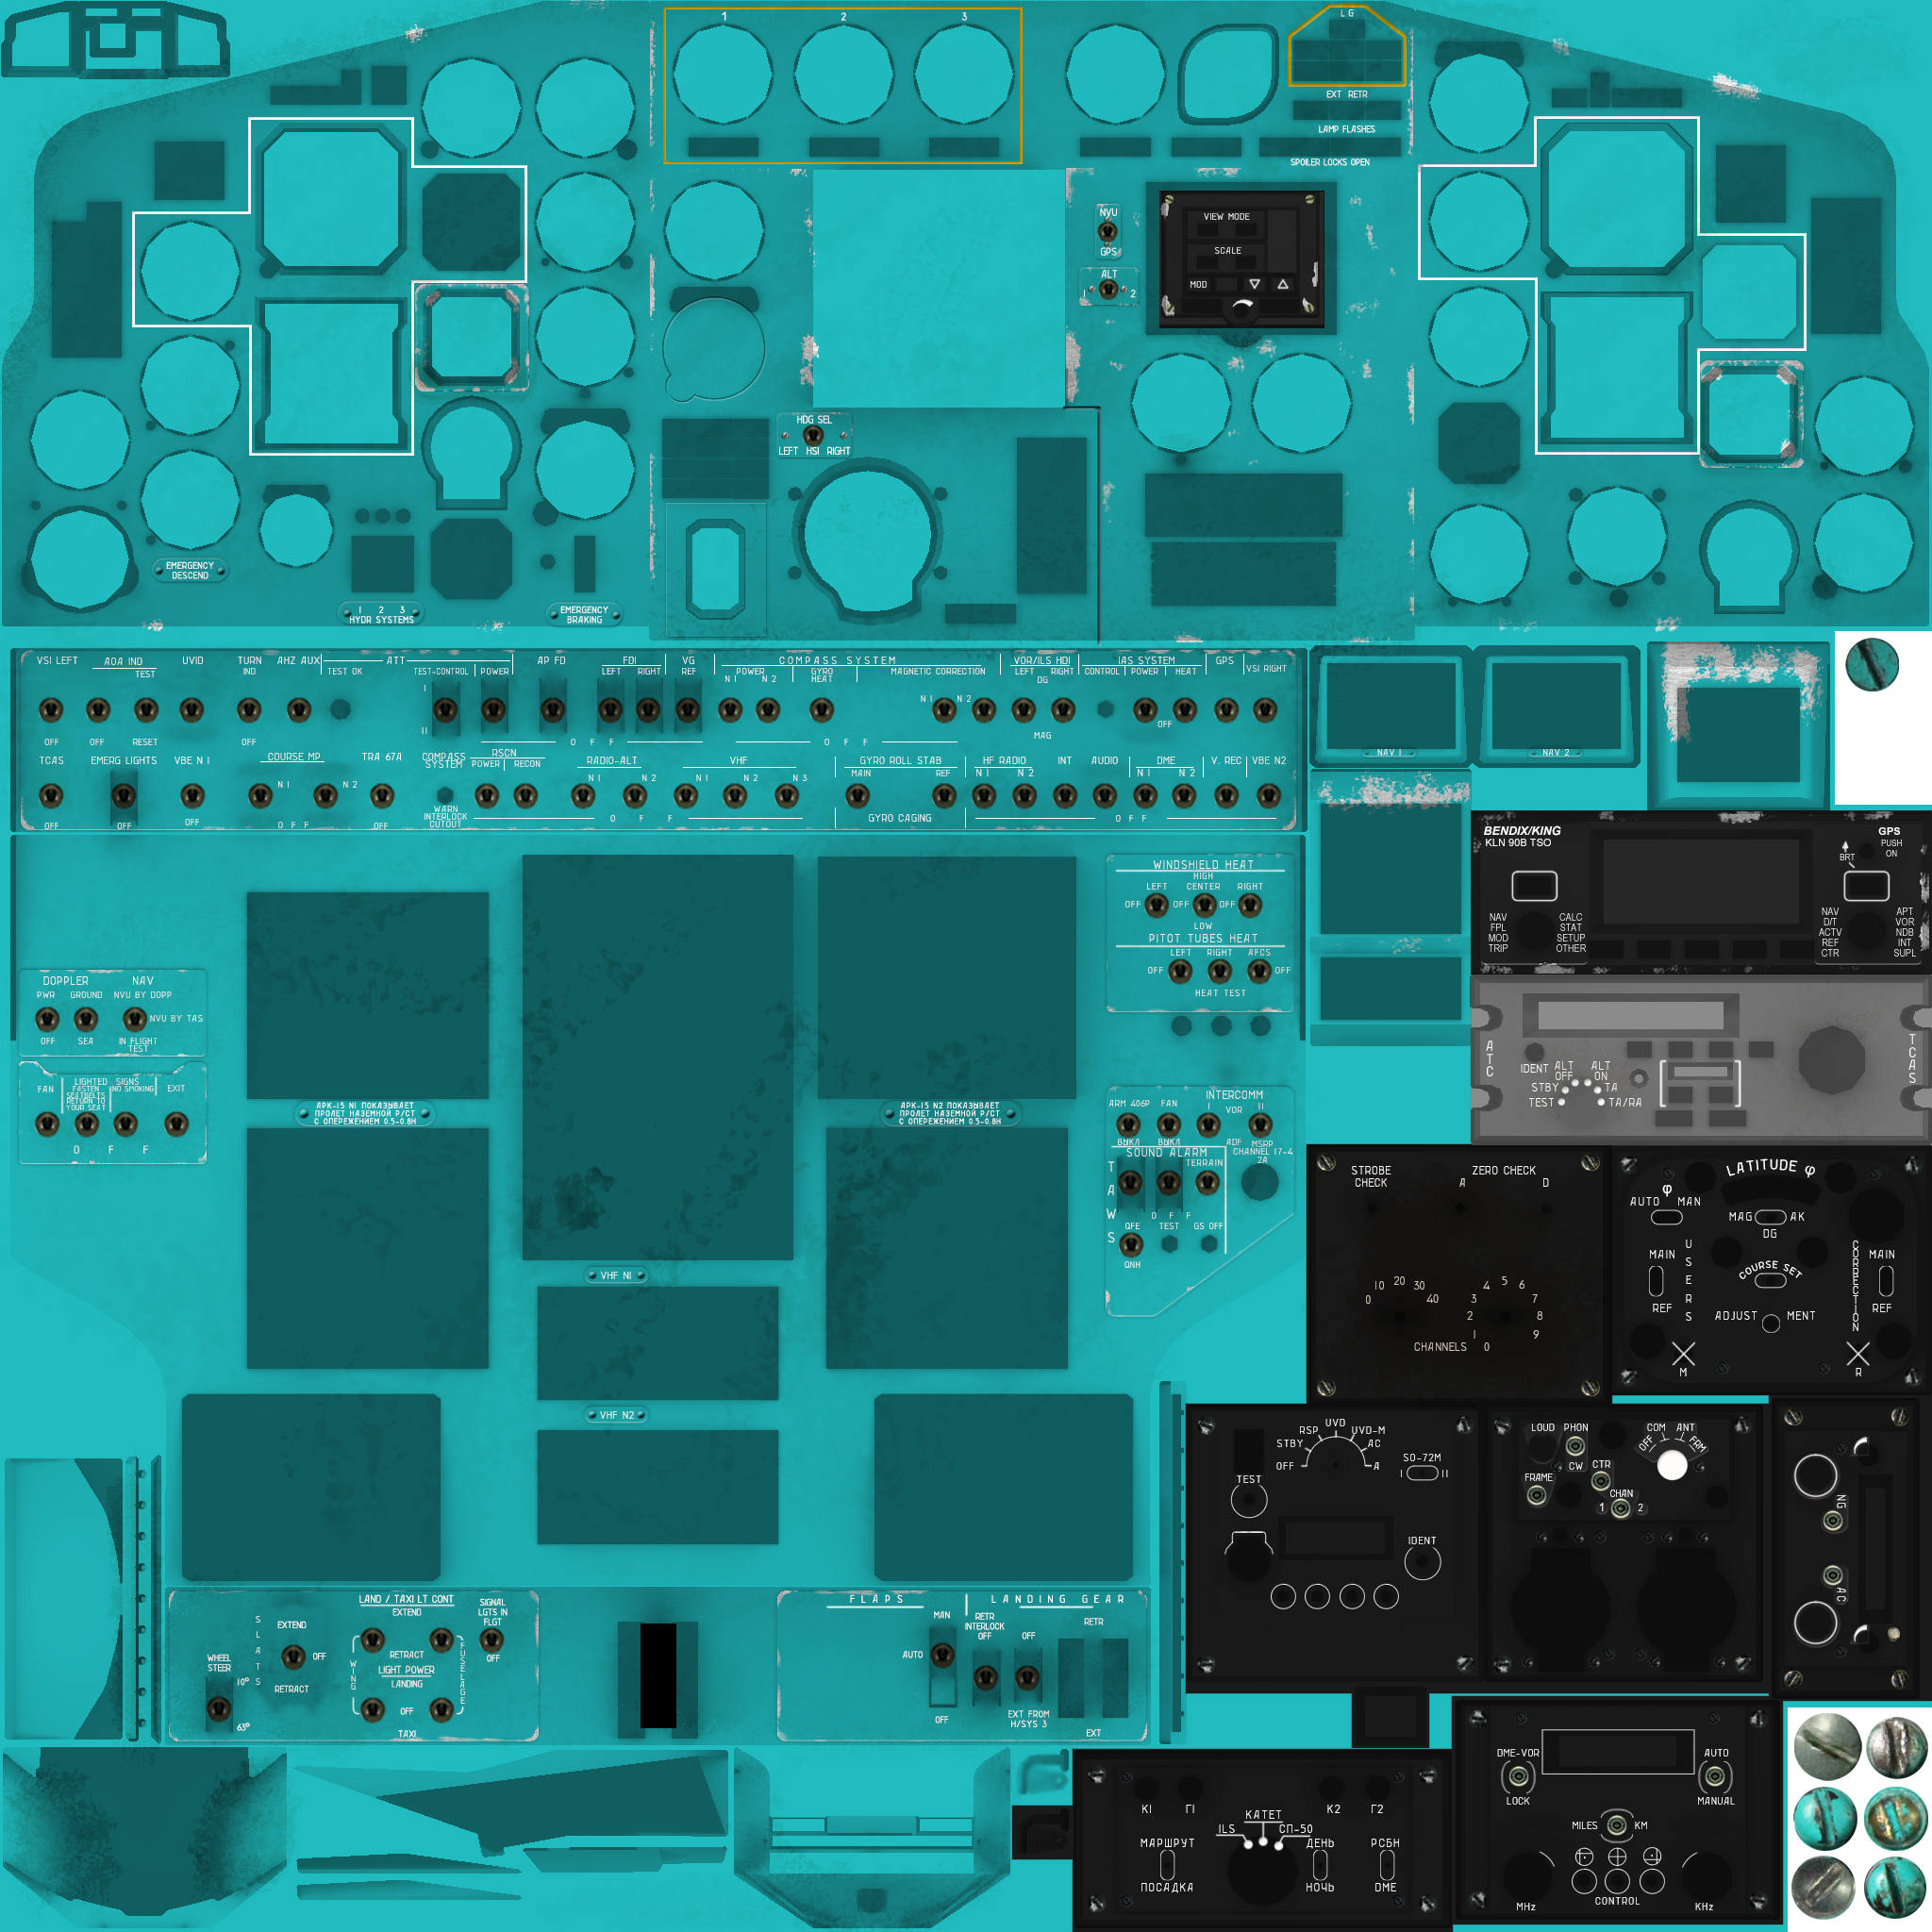 1 2 3
LG
EXT RETR
LAMP FLASHES
SPOILER LOCKS OPEN
NVU
GPS
ALT
1 2
VIEW MODE
SCALE
MOD
HDG SEL
LEFT HSI RIGHT
EMERGENCY
DESCEND
1 2 3
HYDR SYSTEMS
EMERGENCY
BRAKING
VSI LEFT AOA IND UVID TURN AHZ AUX ATT AP FD FDI VG COMPASS SYSTEM VOR/ILS HDI IAS SYSTEM GPS VSI RIGHT
TEST IND TEST OK TEST-CONTROL POWER LEFT RIGHT REF POWER GYRO MAGNETIC CORRECTION LEFT RIGHT CONTROL POWER HEAT
N1 N2 HEAT DG
I N1 N2
II OFF
OFF OFF RESET OFF O F F O F F MAG
TCAS EMERG LIGHTS VBE N1 COURSE MP TRA 67A COMPASS RSCN RADIO-ALT VHF GYRO ROLL STAB HF RADIO INT AUDIO DME V. REC VBE N2
SYSTEM POWER RECON MAIN REF N1 N2 N1 N2
N1 N2 N1 N2 N1 N2 N3
WARN
INTERLOCK
CUTOUT
OFF OFF OFF O F F OFF O F F GYRO CAGING O F F
NAV 1
NAV 2
BENDIX/KING
KLN 90B TSO
GPS
PUSH
ON
BRT
NAV CALC
FPL STAT
MOD SETUP
TRIP OTHER
NAV APT
D/T VOR
ACTV NDB
REF INT
CTR SUPL
WINDSHIELD HEAT
HIGH
LEFT CENTER RIGHT
OFF OFF OFF
LOW
PITOT TUBES HEAT
LEFT RIGHT AFCS
OFF OFF
HEAT TEST
DOPPLER NAV
PWR GROUND NVU BY DOPP
NVU BY TAS
OFF SEA IN FLIGHT
TEST
LIGHTED SIGNS
FAN FASTEN NO SMOKING EXIT
SEATBELTS
RETURN TO
YOUR SEAT
O F F
АРК-15 N1 ПОКАЗЫВАЕТ
ПРОЛЕТ НАЗЕМНОЙ Р/СТ
С ОПЕРЕЖЕНИЕМ 0.5-0.8Н
АРК-15 N2 ПОКАЗЫВАЕТ
ПРОЛЕТ НАЗЕМНОЙ Р/СТ
С ОПЕРЕЖЕНИЕМ 0.5-0.8Н
INTERCOMM
ARM 406P FAN I VOR II
ВЫКЛ ВЫКЛ ADF MSRP
SOUND ALARM CHANNEL 17-4
TERRAIN 2A
TAWS
O F F
QFE TEST GS OFF
QNH
ATC
TCAS
IDENT ALT OFF ALT ON
STBY TA
TEST TA/RA
VHF N1
VHF N2
STROBE
CHECK
ZERO CHECK
A D
0 10 20 30 40
0 1 2 3 4 5 6 7 8 9
CHANNELS
LATITUDE φ
φ
AUTO MAN
MAG AK
DG
MAIN USERS CORRECTION MAIN
COURSE SET
REF REF
ADJUST MENT
M R
OFF STBY RSP UVD UVD-M AC A
SO-72M
I II
TEST
IDENT
LOUD PHON COM ANT
OFF FRM
CW CTR
FRAME
CHAN
1 2
NG
AC
LAND / TAXI LT CONT
EXTEND
SIGNAL
LGTS IN
FLGT
SLATS
EXTEND
OFF
RETRACT
WHEEL
STEER
10°
63°
WING
FUSELAGE
RETRACT
LIGHT POWER
LANDING
OFF
TAXI
OFF
FLAPS LANDING GEAR
MAN RETR
INTERLOCK
OFF OFF RETR
AUTO
OFF EXT FROM
H/SYS 3
EXT
К1 Г1 К2 Г2
КАТЕТ
ILS СП-50
МАРШРУТ ДЕНЬ РСБН
ПОСАДКА НОЧЬ DME
DME-VOR AUTO
LOCK MANUAL
MILES KM
CONTROL
MHz KHz